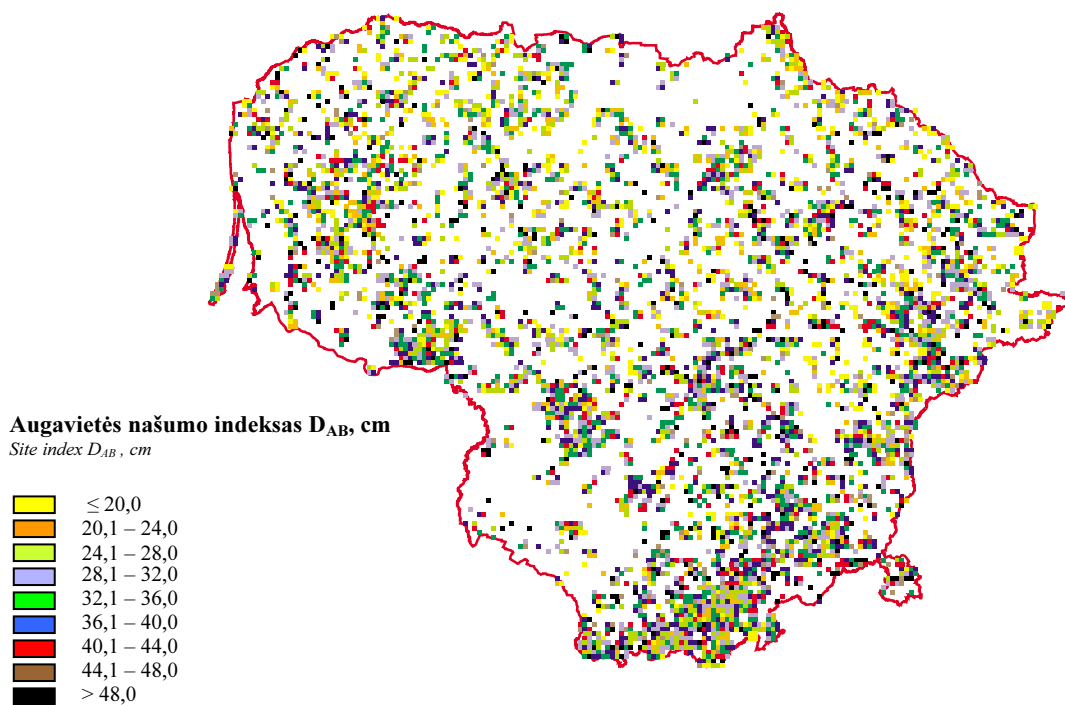 Augavietės našumo indeksas D_AB, cm
Site index D_AB , cm
≤ 20,0
20,1 – 24,0
24,1 – 28,0
28,1 – 32,0
32,1 – 36,0
36,1 – 40,0
40,1 – 44,0
44,1 – 48,0
> 48,0